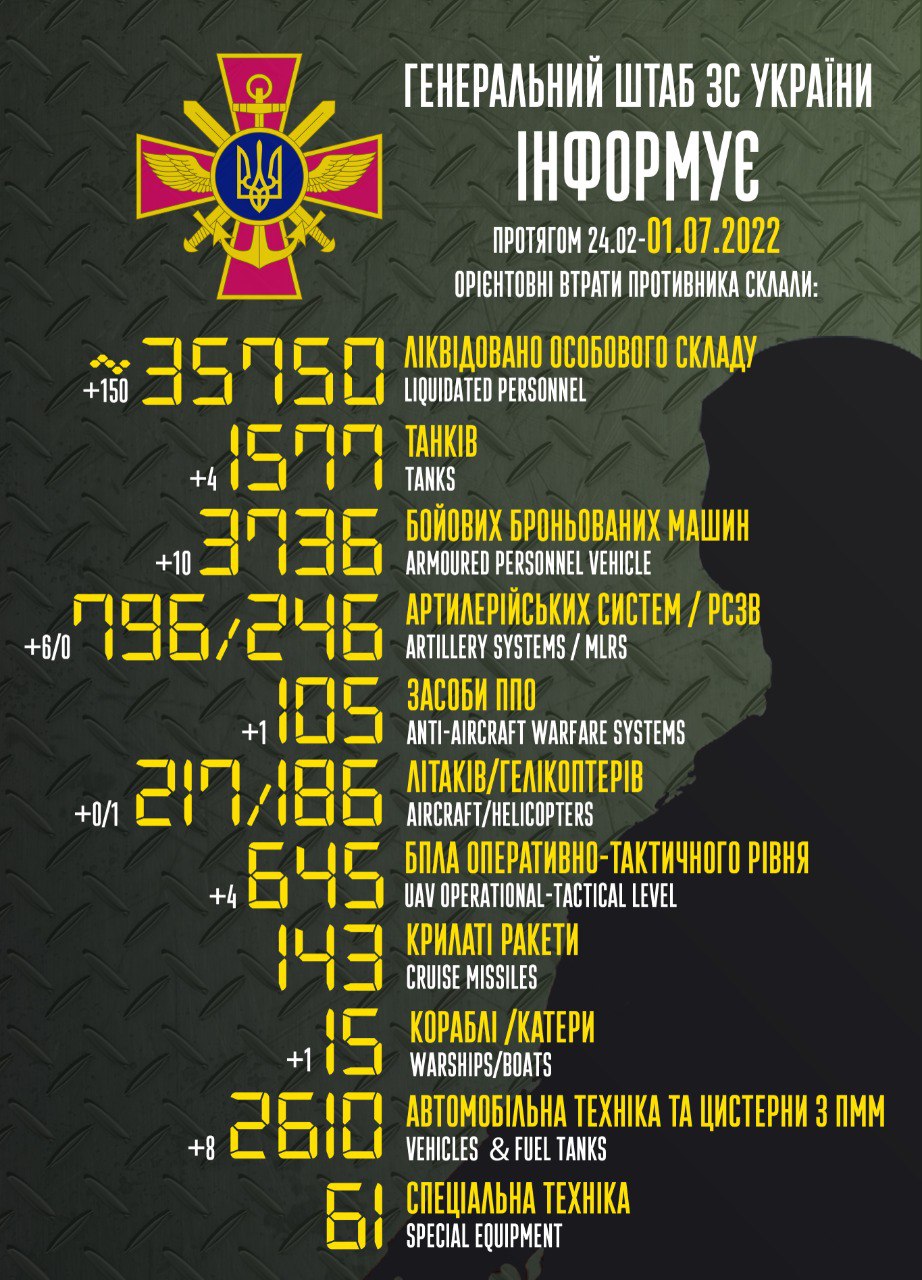 ГЕНЕРАЛЬНИЙ ШТАБ ЗС УКРАЇНИ
ІНФОРМУЄ
ПРОТЯГОМ 24.02-01.07.2022
ОРІЄНТОВНІ ВТРАТИ ПРОТИВНИКА СКЛАЛИ:
+150 ~35750 ЛІКВІДОВАНО ОСОБОВОГО СКЛАДУ
LIQUIDATED PERSONNEL
+4 1577 ТАНКІВ
TANKS
+10 3736 БОЙОВИХ БРОНЬОВАНИХ МАШИН
ARMOURED PERSONNEL VEHICLE
+6/0 796/246 АРТИЛЕРІЙСЬКИХ СИСТЕМ / РСЗВ
ARTILLERY SYSTEMS / MLRS
+1 105 ЗАСОБИ ППО
ANTI-AIRCRAFT WARFARE SYSTEMS
+0/1 217/186 ЛІТАКІВ/ГЕЛІКОПТЕРІВ
AIRCRAFT/HELICOPTERS
+4 645 БПЛА ОПЕРАТИВНО-ТАКТИЧНОГО РІВНЯ
UAV OPERATIONAL-TACTICAL LEVEL
143 КРИЛАТІ РАКЕТИ
CRUISE MISSILES
+1 15 КОРАБЛІ /КАТЕРИ
WARSHIPS/BOATS
+8 2610 АВТОМОБІЛЬНА ТЕХНІКА ТА ЦИСТЕРНИ З ПММ
VEHICLES & FUEL TANKS
61 СПЕЦІАЛЬНА ТЕХНІКА
SPECIAL EQUIPMENT